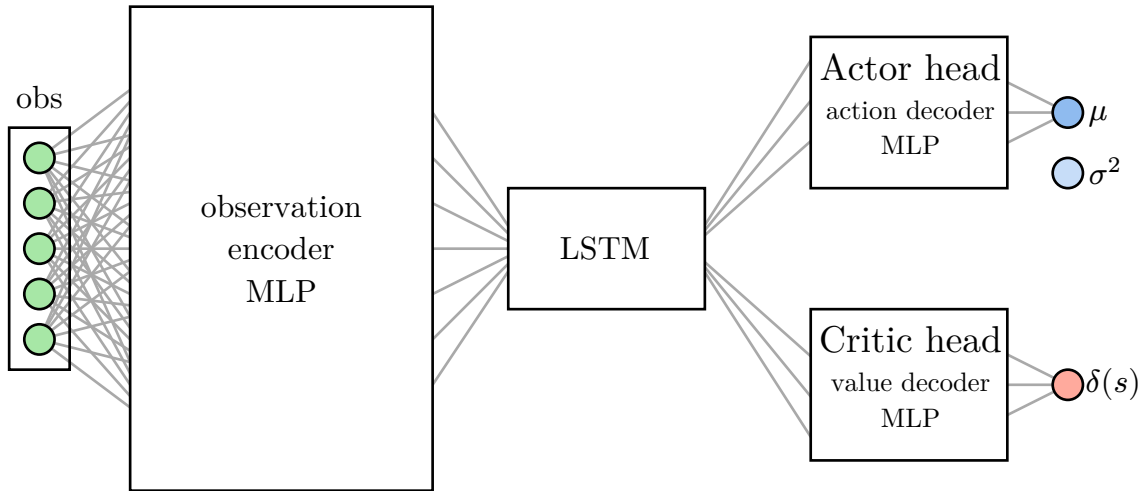 obs
observation
encoder
MLP
LSTM
Actor head
action decoder
MLP
μ
σ²
Critic head
value decoder
MLP
δ(s)